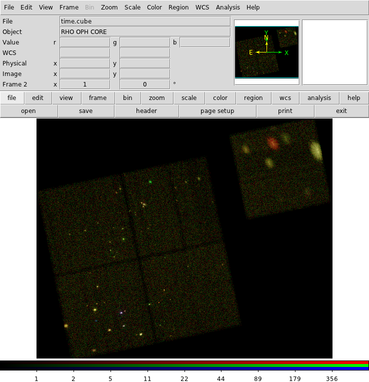 File Edit View Frame Bin Zoom Scale Color Region WCS Analysis Help
File time.cube
Object RHO OPH CORE
Value r g b
WCS
Physical x y
Image x y
Frame 2 x 1 0 °
N
E X
Y
file edit view frame bin zoom scale color region wcs analysis help
open save header page setup print exit
1 2 5 11 22 44 89 179 356